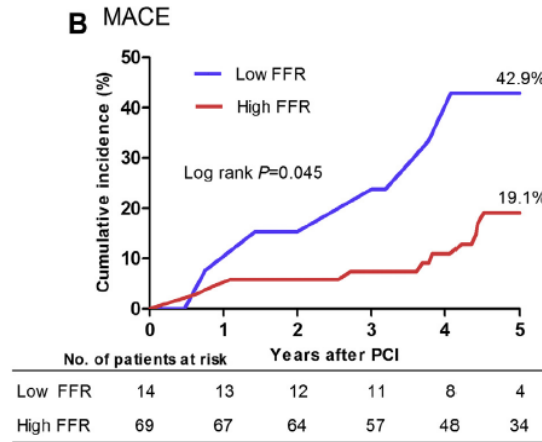 B MACE
50
40
30
20
10
0
Cumulative incidence (%)
Low FFR
High FFR
Log rank P=0.045
42.9%
19.1%
0 1 2 3 4 5
Years after PCI
No. of patients at risk
Low FFR 14 13 12 11 8 4
High FFR 69 67 64 57 48 34